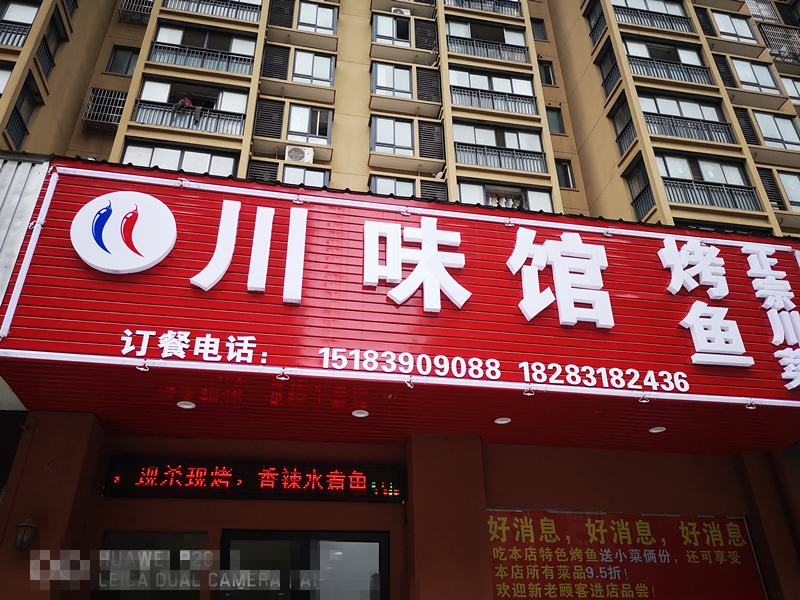 川味馆
烤鱼
正宗川菜
订餐电话： 15183909088 18283182436
，现杀现烤，香辣水煮鱼
好消息，好消息，好消息
吃本店特色烤鱼送小菜俩份，还可享受
本店所有菜品9.5折！
欢迎新老顾客进店品尝！
HUAWEI P20
LEICA DUAL CAMERA